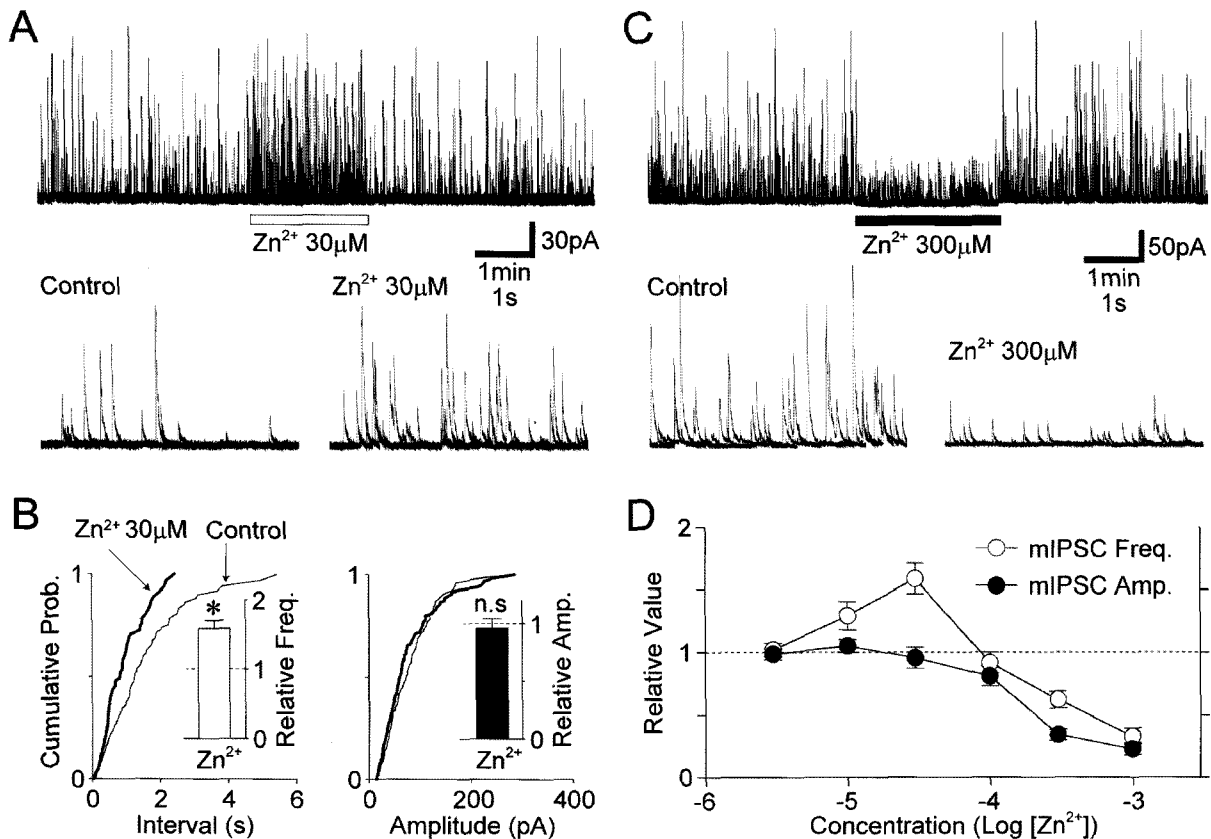 A
Zn²⁺ 30μM
30pA
1min
1s
Control
Zn²⁺ 30μM
C
Zn²⁺ 300μM
50pA
1min
1s
Control
Zn²⁺ 300μM
B
Zn²⁺ 30μM
Control
Cumulative Prob.
1
1
0
2
4
6
Interval (s)
*
2
1
0
Relative Freq.
Zn²⁺
1
1
0
200
400
Amplitude (pA)
n.s
1
0
Relative Amp.
Zn²⁺
D
Relative Value
2
1
0
mIPSC Freq.
mIPSC Amp.
-6
-5
-4
-3
Concentration (Log [Zn²⁺])